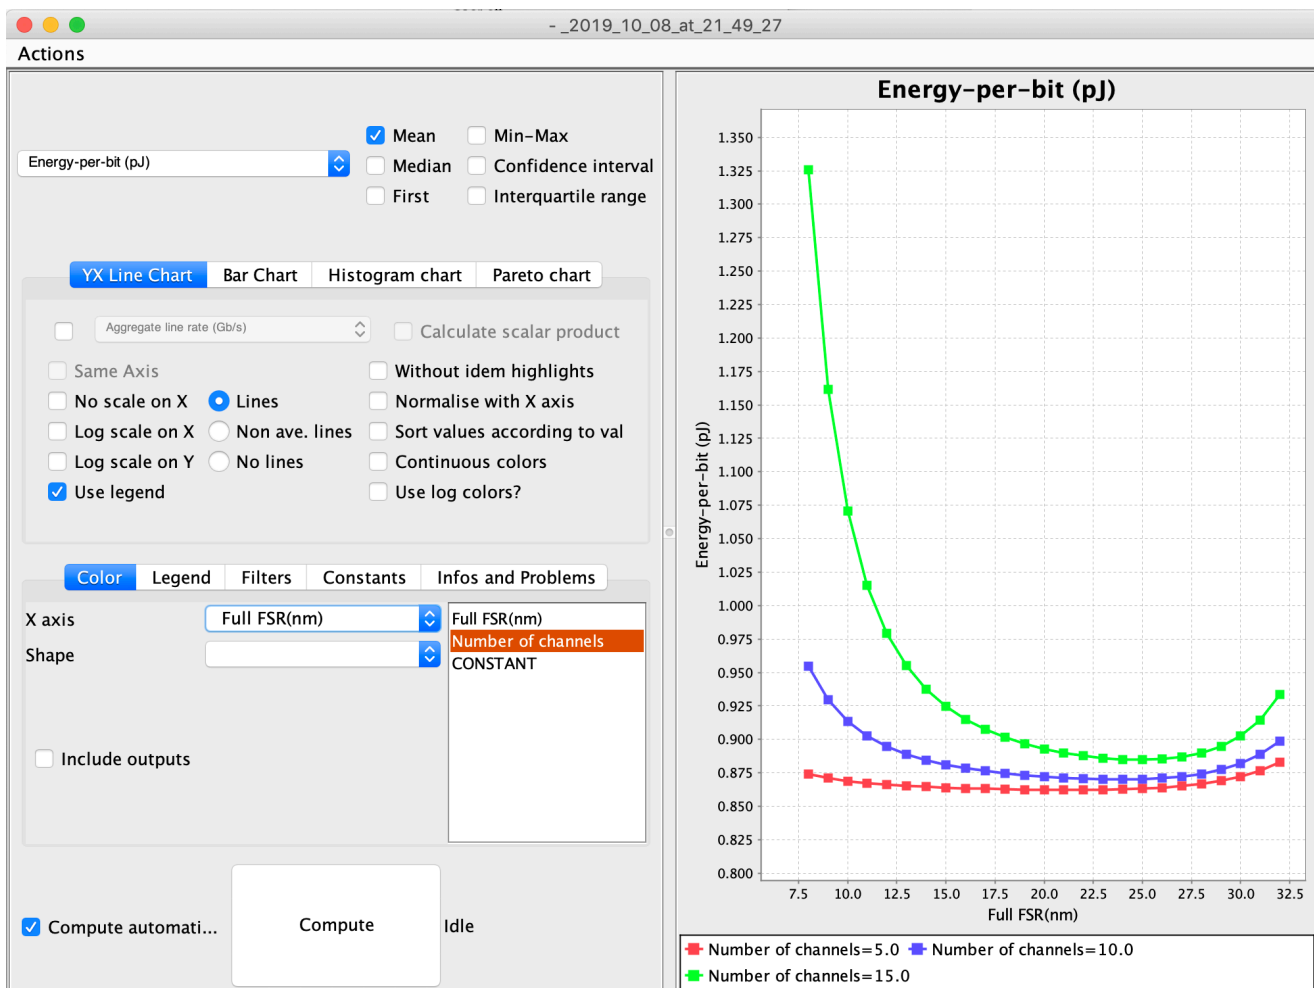 - _2019_10_08_at_21_49_27
Actions
Energy-per-bit (pJ)
Mean
Min-Max
Median
Confidence interval
First
Interquartile range
YX Line Chart
Bar Chart
Histogram chart
Pareto chart
Aggregate line rate (Gb/s)
Calculate scalar product
Same Axis
Without idem highlights
No scale on X
Lines
Normalise with X axis
Log scale on X
Non ave. lines
Sort values according to val
Log scale on Y
No lines
Continuous colors
Use legend
Use log colors?
Color
Legend
Filters
Constants
Infos and Problems
X axis
Full FSR(nm)
Shape
Full FSR(nm)
Number of channels
CONSTANT
Include outputs
Compute automati...
Compute
Idle
Energy-per-bit (pJ)
Energy-per-bit (pJ)
1.350
1.325
1.300
1.275
1.250
1.225
1.200
1.175
1.150
1.125
1.100
1.075
1.050
1.025
1.000
0.975
0.950
0.925
0.900
0.875
0.850
0.825
0.800
7.5 10.0 12.5 15.0 17.5 20.0 22.5 25.0 27.5 30.0 32.5
Full FSR(nm)
Number of channels=5.0 Number of channels=10.0
Number of channels=15.0